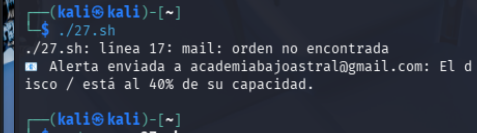 ┌──(kali㉿kali)-[~]
└─$ ./27.sh
./27.sh: línea 17: mail: orden no encontrada
📧 Alerta enviada a academiabajoastral@gmail.com: El d
isco / está al 40% de su capacidad.
┌──(kali㉿kali)-[~]